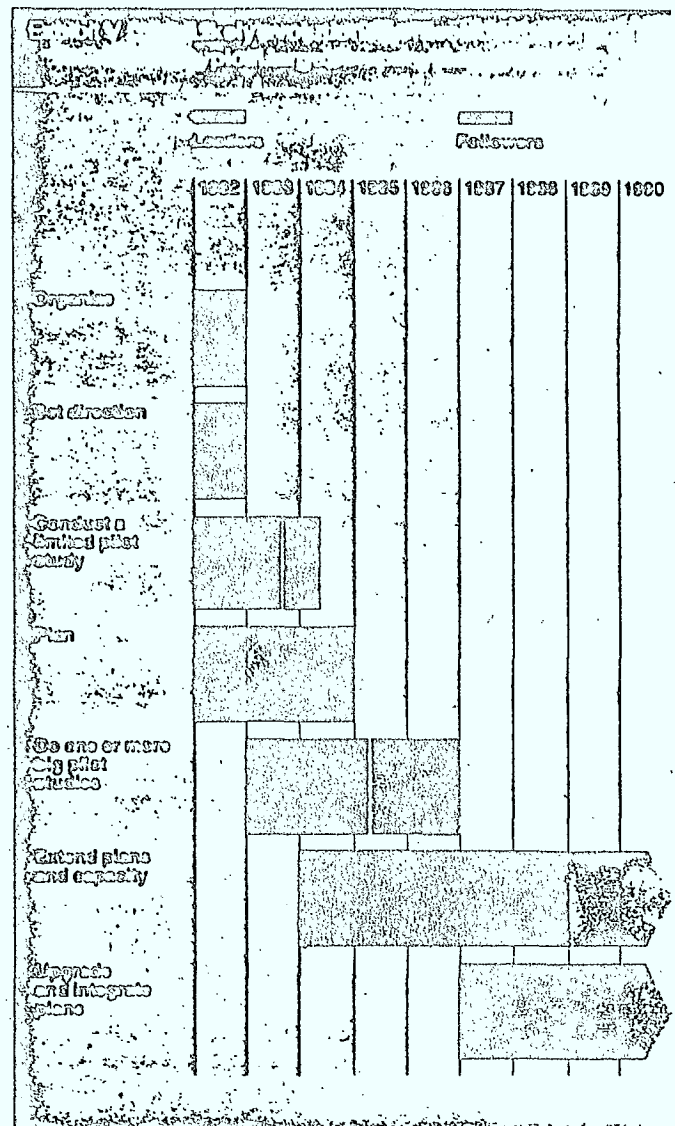 Leaders
Followers
1982 1983 1984 1985 1986 1987 1988 1989 1990
Organize
Set direction
Conduct a
limited pilot
study
Plan
Do one or more
big pilot
studies
Extend plans
and capacity
Upgrade
and integrate
plans